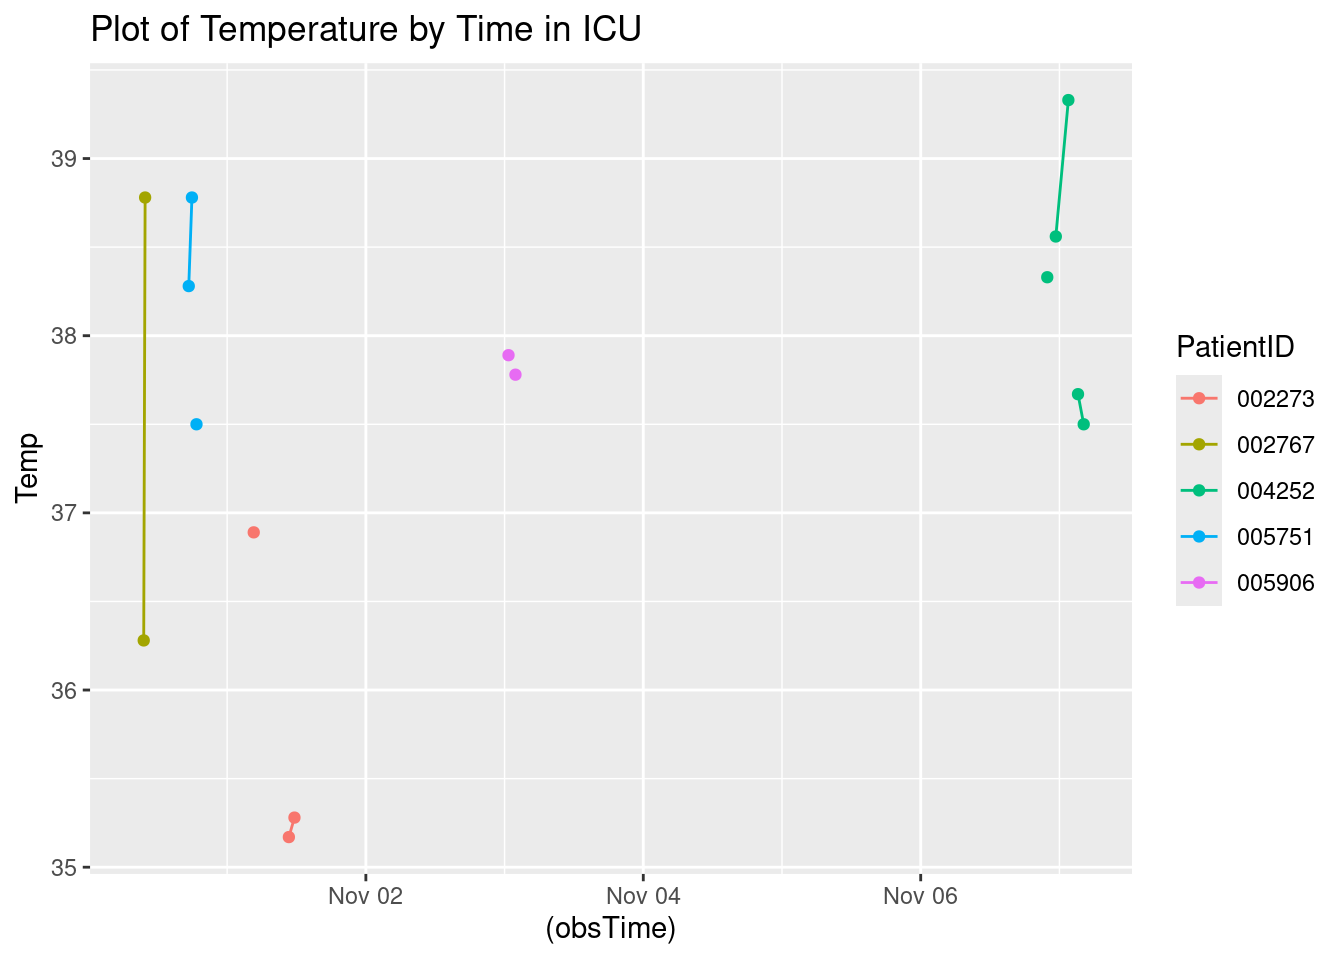 Plot of Temperature by Time in ICU
39
38
37
36
35
Temp
Nov 02 Nov 04 Nov 06
(obsTime)
PatientID
002273
002767
004252
005751
005906